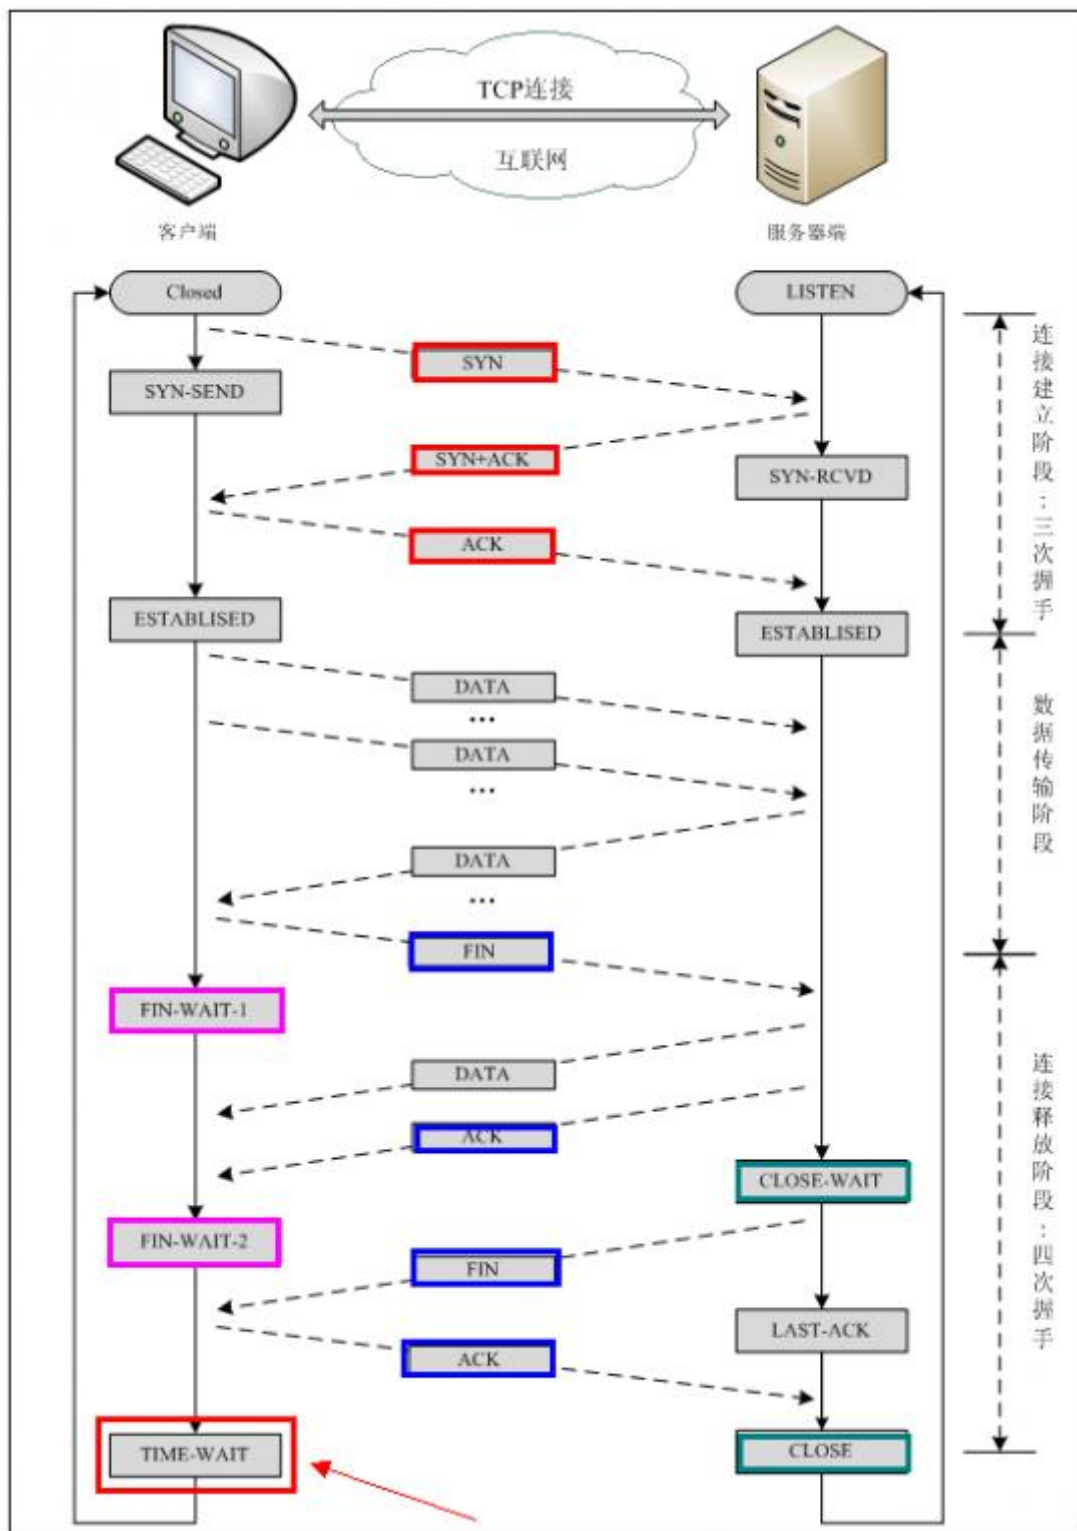 TCP连接
互联网
客户端
服务器端
Closed
LISTEN
SYN
SYN-SEND
SYN+ACK
SYN-RCVD
ACK
ESTABLISED
ESTABLISED
连接建立阶段：三次握手
DATA
...
DATA
...
DATA
...
数据传输阶段
FIN
FIN-WAIT-1
DATA
ACK
CLOSE-WAIT
FIN-WAIT-2
FIN
LAST-ACK
ACK
TIME-WAIT
CLOSE
连接释放阶段：四次握手